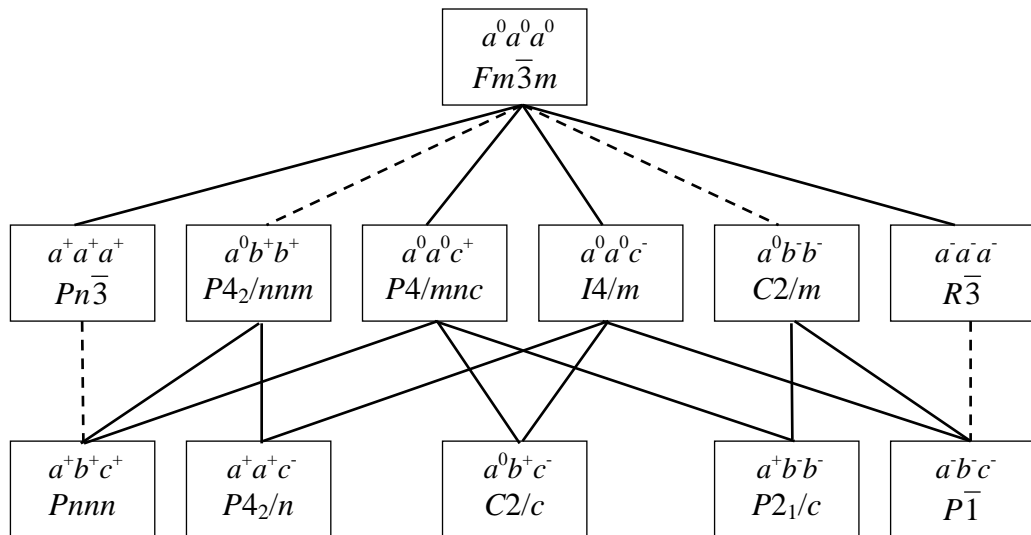 a⁰a⁰a⁰
Fm3̅m
a⁺a⁺a⁺
Pn3̅
a⁰b⁺b⁺
P4₂/nnm
a⁰a⁰c⁺
P4/mnc
a⁰a⁰c⁻
I4/m
a⁰b⁻b⁻
C2/m
a⁻a⁻a⁻
R3̅
a⁺b⁺c⁺
Pnnn
a⁺a⁺c⁻
P4₂/n
a⁰b⁺c⁻
C2/c
a⁺b⁻b⁻
P2₁/c
a⁻b⁻c⁻
P1̅